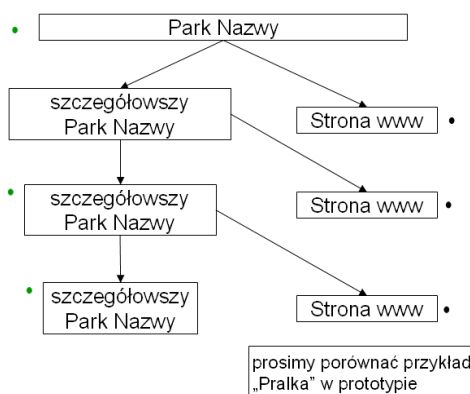 Park Nazwy
szczegółowszy
Park Nazwy
Strona www
szczegółowszy
Park Nazwy
Strona www
szczegółowszy
Park Nazwy
Strona www
prosimy porównać przykład
„Pralka” w prototypie